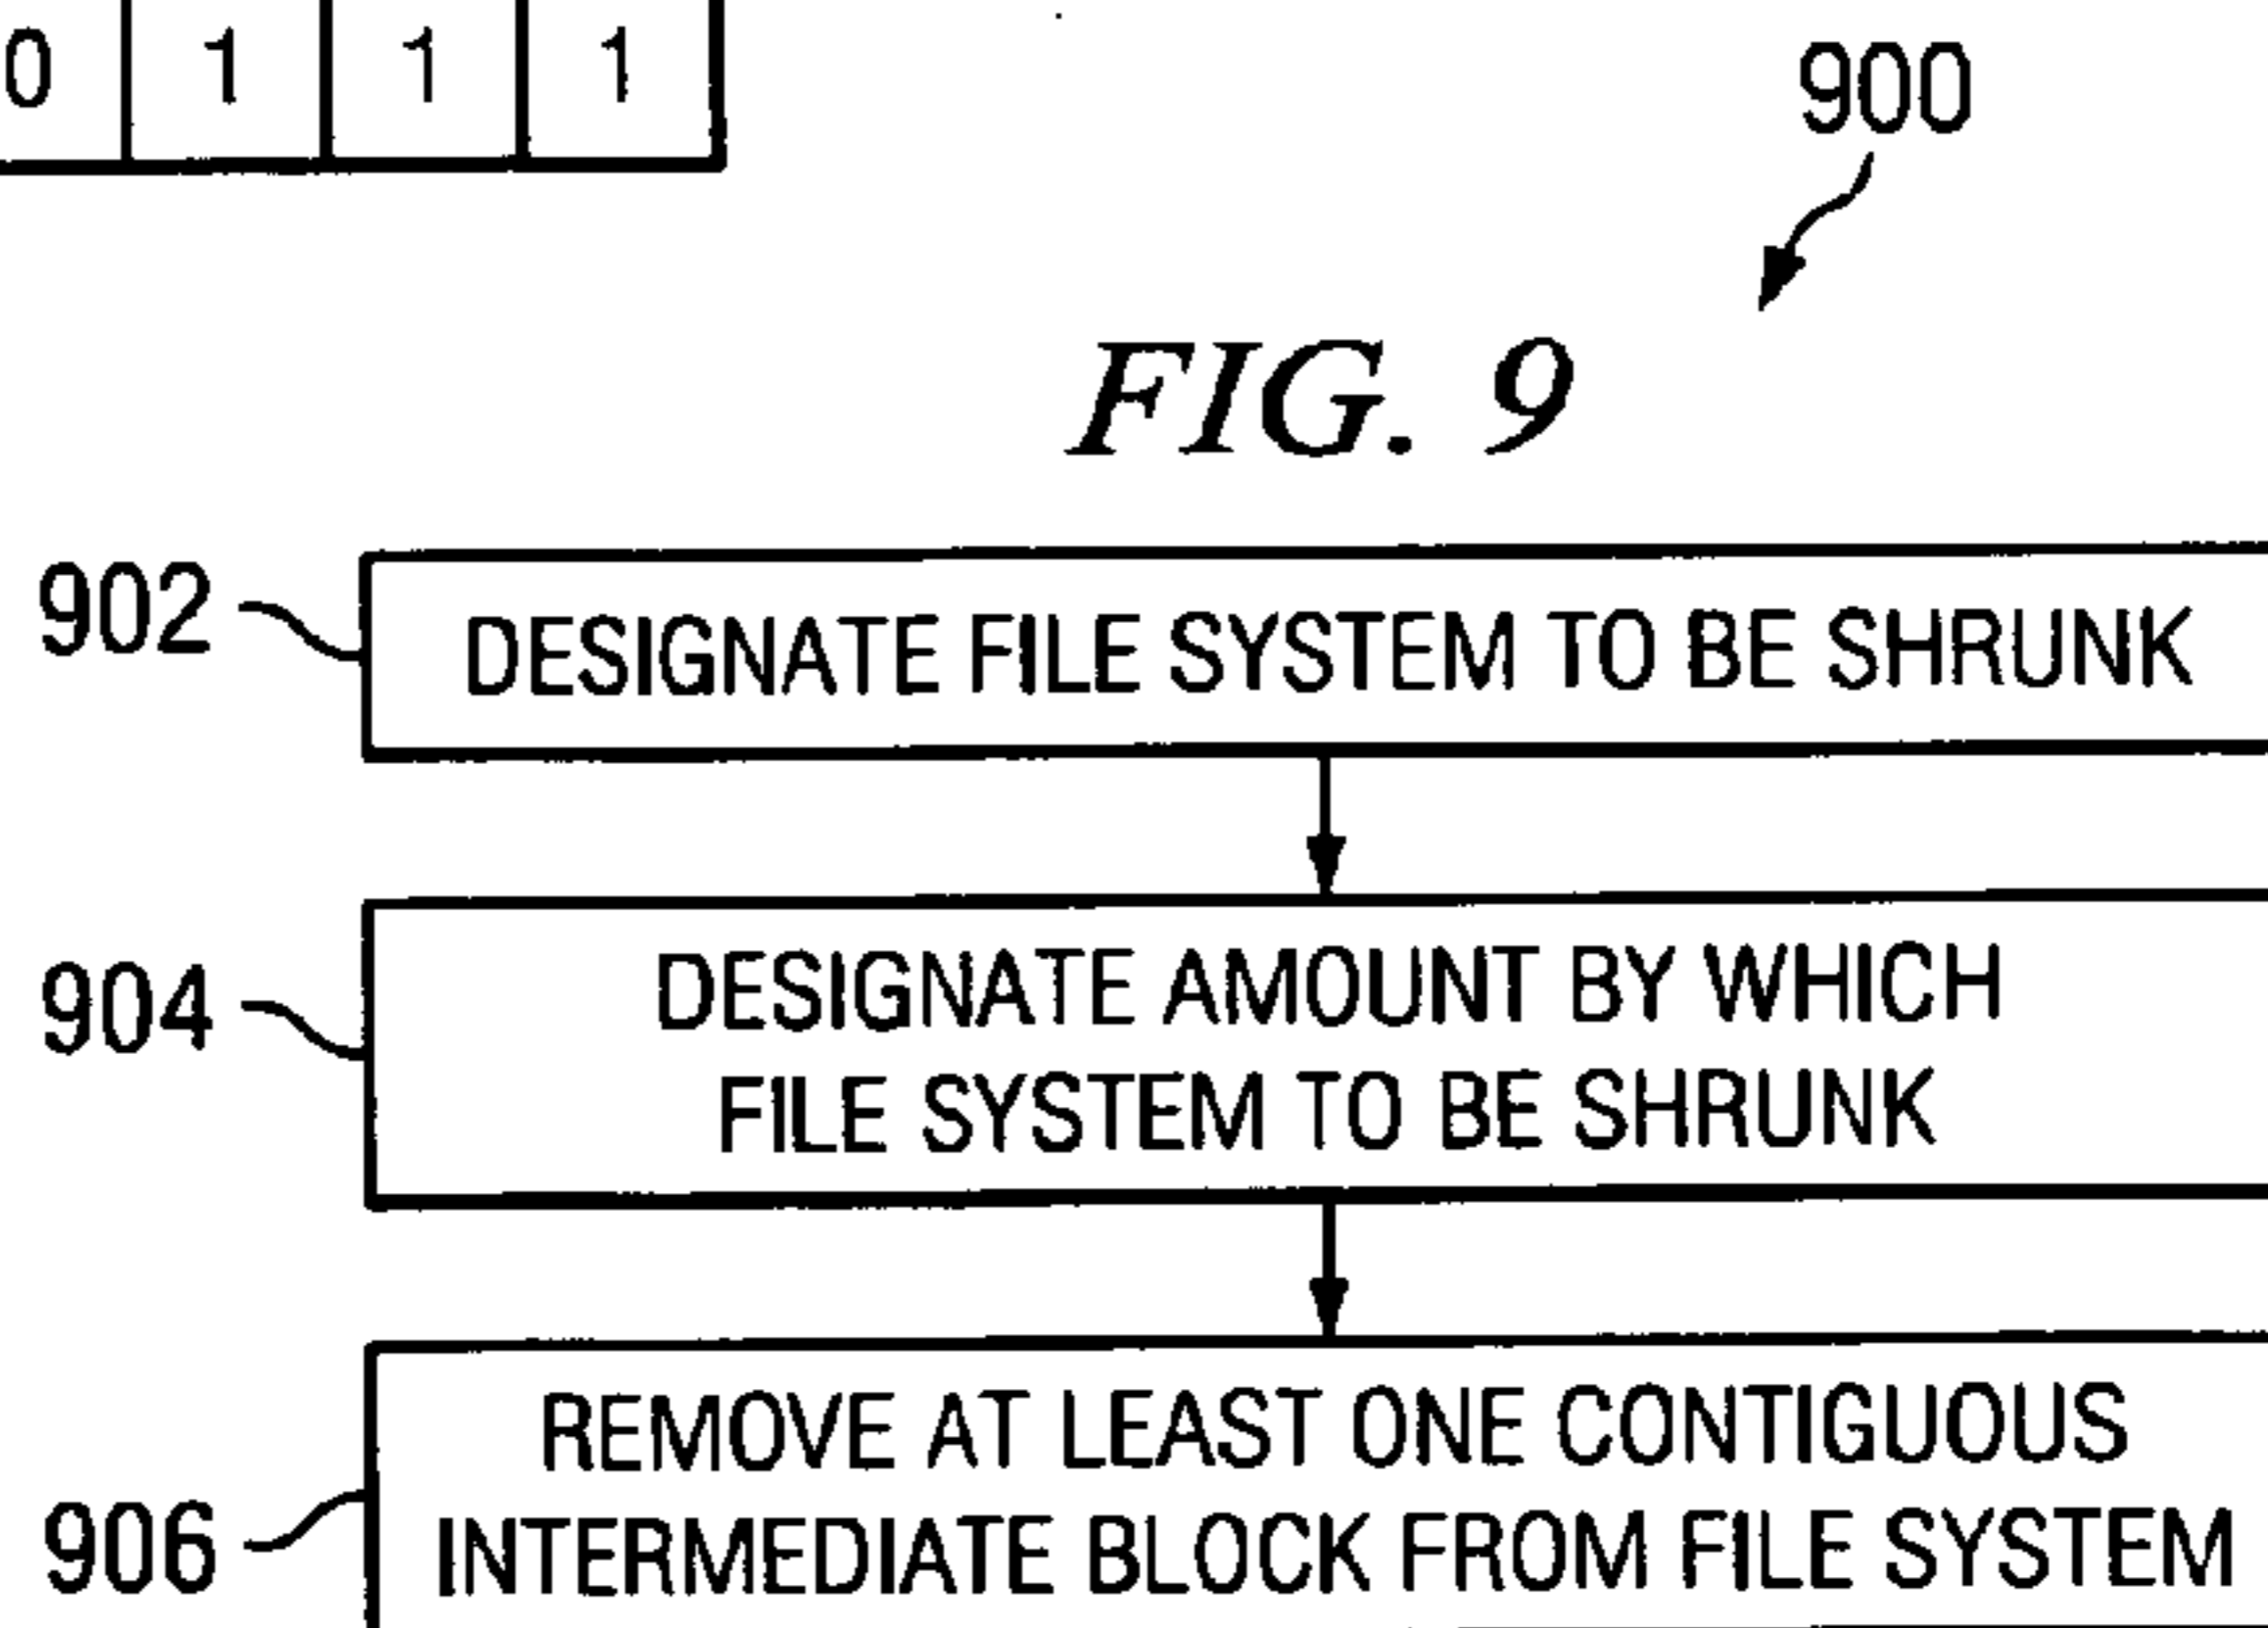 0 1 1 1
900
FIG. 9
902
DESIGNATE FILE SYSTEM TO BE SHRUNK
904
DESIGNATE AMOUNT BY WHICH
FILE SYSTEM TO BE SHRUNK
906
REMOVE AT LEAST ONE CONTIGUOUS
INTERMEDIATE BLOCK FROM FILE SYSTEM